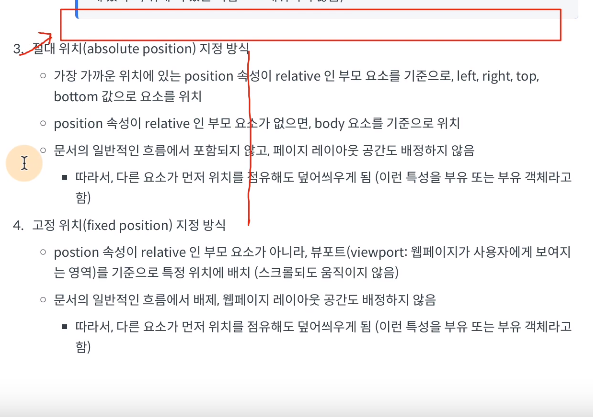 3. 절대 위치(absolute position) 지정 방식
가장 가까운 위치에 있는 position 속성이 relative 인 부모 요소를 기준으로, left, right, top,
bottom 값으로 요소를 위치
position 속성이 relative 인 부모 요소가 없으면, body 요소를 기준으로 위치
문서의 일반적인 흐름에서 포함되지 않고, 페이지 레이아웃 공간도 배정하지 않음
따라서, 다른 요소가 먼저 위치를 점유해도 덮어씌우게 됨 (이런 특성을 부유 또는 부유 객체라고
함)
4. 고정 위치(fixed position) 지정 방식
postion 속성이 relative 인 부모 요소가 아니라, 뷰포트(viewport: 웹페이지가 사용자에게 보여지
는 영역)를 기준으로 특정 위치에 배치 (스크롤되도 움직이지 않음)
문서의 일반적인 흐름에서 배제, 웹페이지 레이아웃 공간도 배정하지 않음
따라서, 다른 요소가 먼저 위치를 점유해도 덮어씌우게 됨 (이런 특성을 부유 또는 부유 객체라고
함)